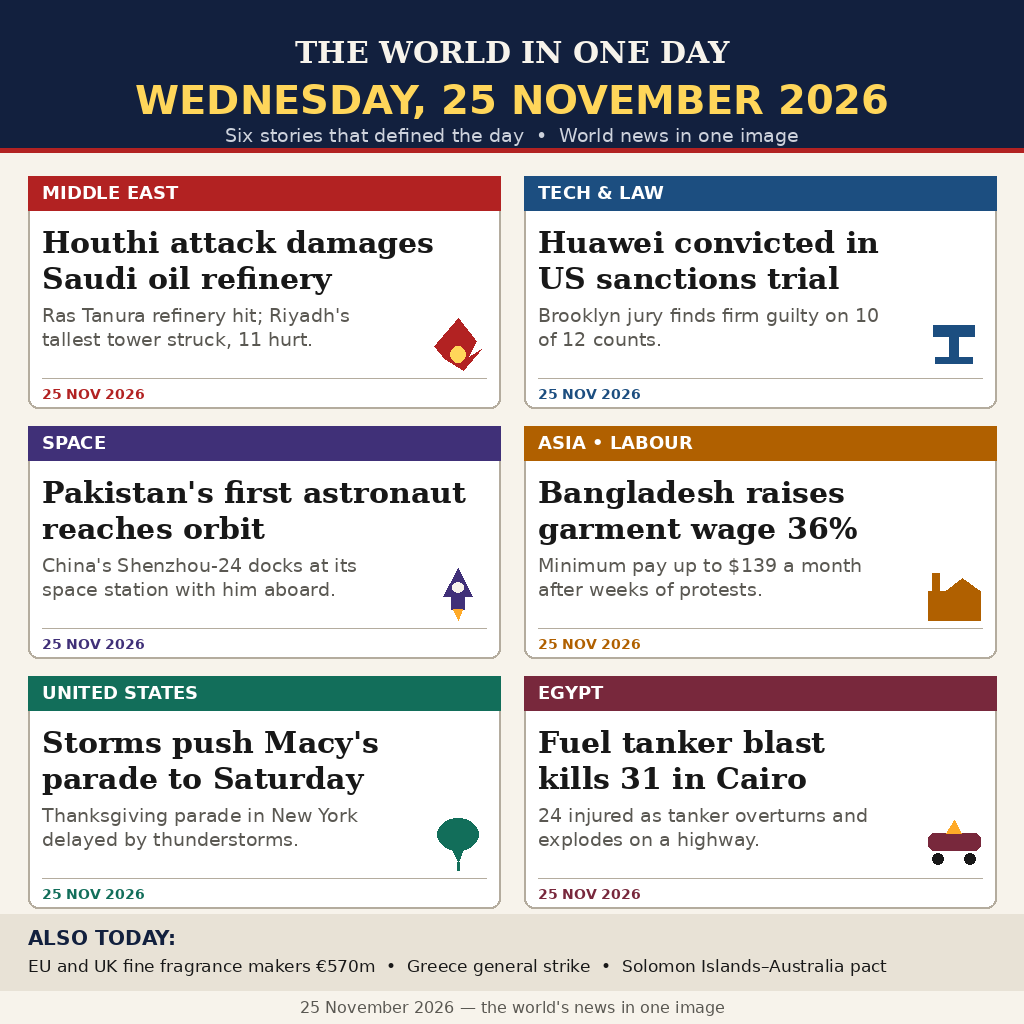 THE WORLD IN ONE DAY
WEDNESDAY, 25 NOVEMBER 2026
Six stories that defined the day • World news in one image
MIDDLE EAST
Houthi attack damages
Saudi oil refinery
Ras Tanura refinery hit; Riyadh's
tallest tower struck, 11 hurt.
25 NOV 2026
TECH & LAW
Huawei convicted in
US sanctions trial
Brooklyn jury finds firm guilty on 10
of 12 counts.
25 NOV 2026
SPACE
Pakistan's first astronaut
reaches orbit
China's Shenzhou-24 docks at its
space station with him aboard.
25 NOV 2026
ASIA • LABOUR
Bangladesh raises
garment wage 36%
Minimum pay up to $139 a month
after weeks of protests.
25 NOV 2026
UNITED STATES
Storms push Macy's
parade to Saturday
Thanksgiving parade in New York
delayed by thunderstorms.
25 NOV 2026
EGYPT
Fuel tanker blast
kills 31 in Cairo
24 injured as tanker overturns and
explodes on a highway.
25 NOV 2026
ALSO TODAY:
EU and UK fine fragrance makers €570m • Greece general strike • Solomon Islands–Australia pact
25 November 2026 — the world's news in one image